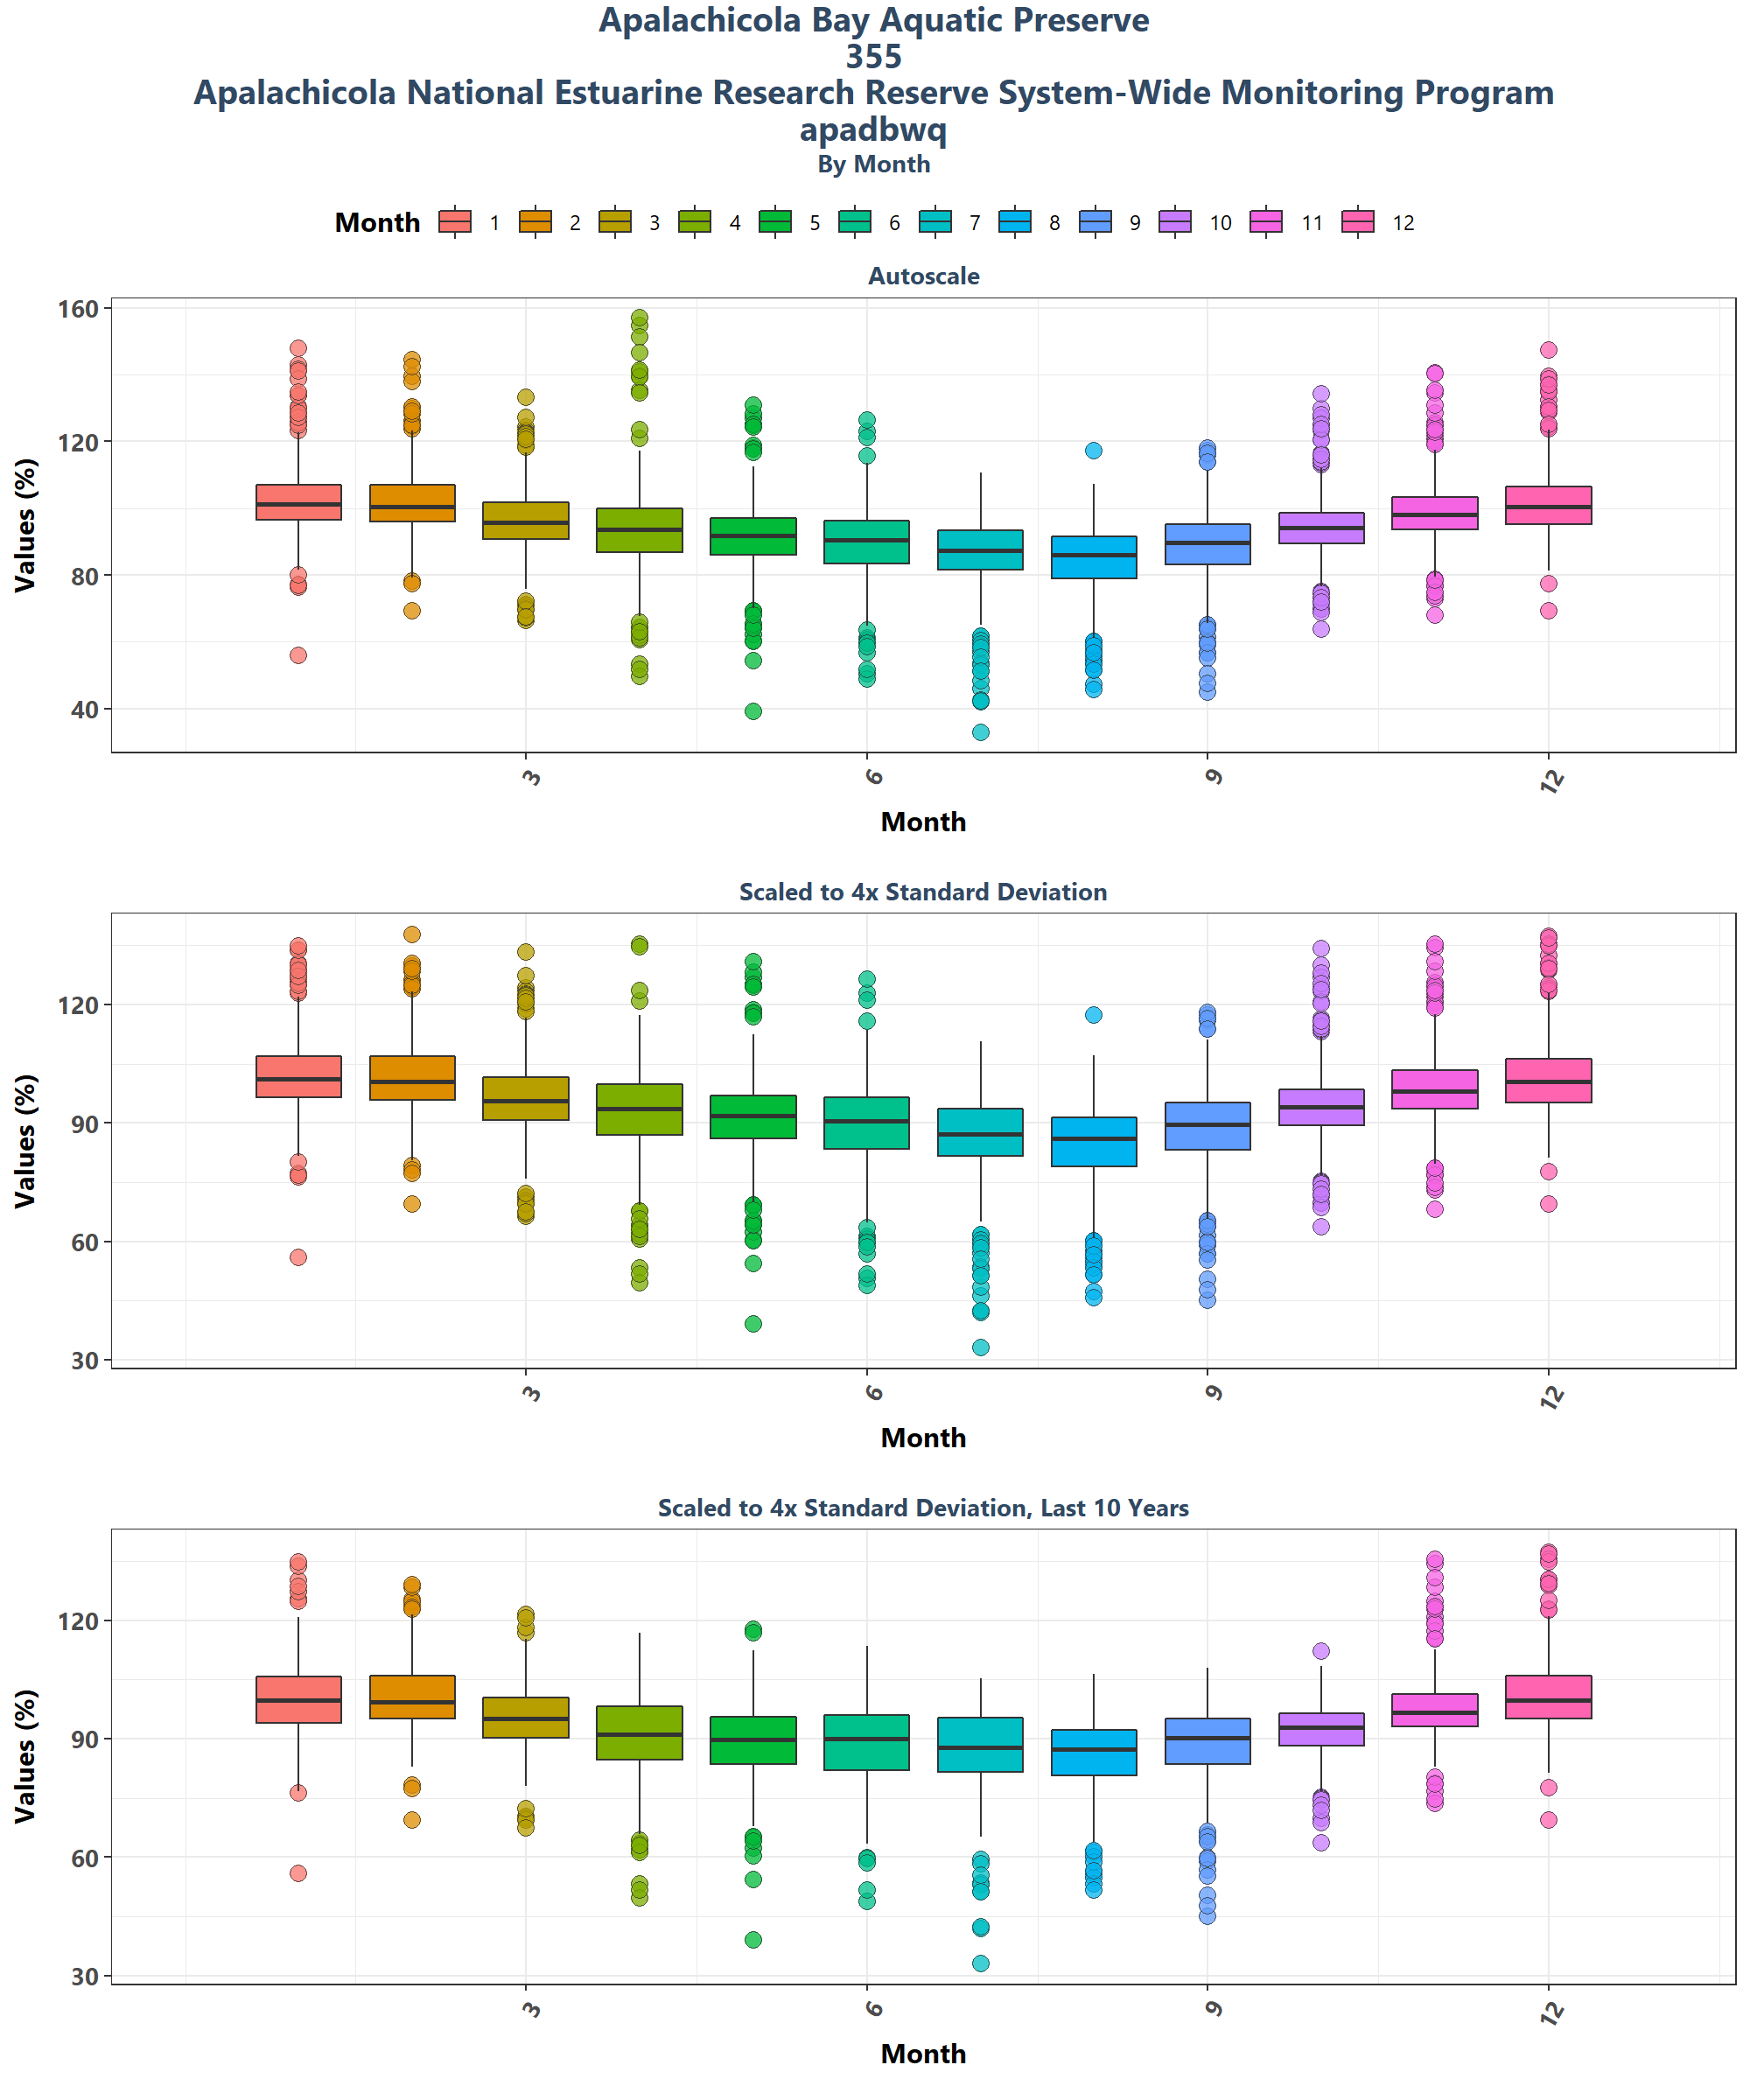 Apalachicola Bay Aquatic Preserve
355
Apalachicola National Estuarine Research Reserve System-Wide Monitoring Program
apadbwq
By Month
Month 1 2 3 4 5 6 7 8 9 10 11 12
Autoscale
Values (%)
160
120
80
40
3 6 9 12
Month
Scaled to 4x Standard Deviation
Values (%)
120
90
60
30
3 6 9 12
Month
Scaled to 4x Standard Deviation, Last 10 Years
Values (%)
120
90
60
30
3 6 9 12
Month